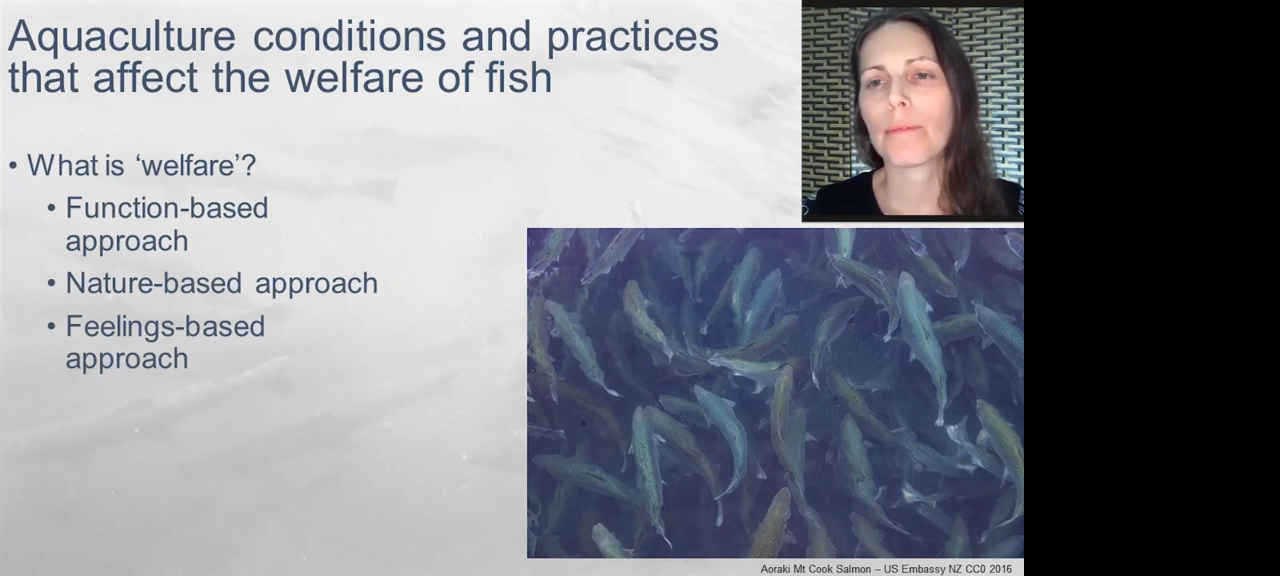 Aquaculture conditions and practices
that affect the welfare of fish
• What is ‘welfare’?
• Function-based
approach
• Nature-based approach
• Feelings-based
approach
Aoraki Mt Cook Salmon – US Embassy NZ CC0 2016